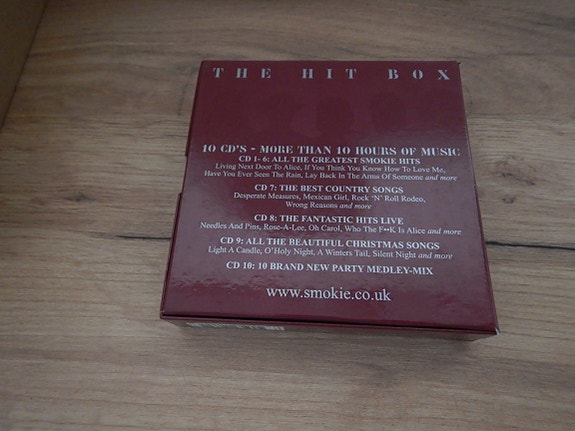 THE HIT BOX
10 CD'S - MORE THAN 10 HOURS OF MUSIC
CD 1- 6: ALL THE GREATEST SMOKIE HITS
Living Next Door To Alice, If You Think You Know How To Love Me,
Have You Ever Seen The Rain, Lay Back In The Arms Of Someone and more
CD 7: THE BEST COUNTRY SONGS
Desperate Measures, Mexican Girl, Rock 'N' Roll Rodeo,
Wrong Reasons and more
CD 8: THE FANTASTIC HITS LIVE
Needles And Pins, Rose-A-Lee, Oh Carol, Who The F**K Is Alice and more
CD 9: ALL THE BEAUTIFUL CHRISTMAS SONGS
Light A Candle, O'Holy Night, A Winters Tail, Silent Night and more
CD 10: 10 BRAND NEW PARTY MEDLEY-MIX
www.smokie.co.uk